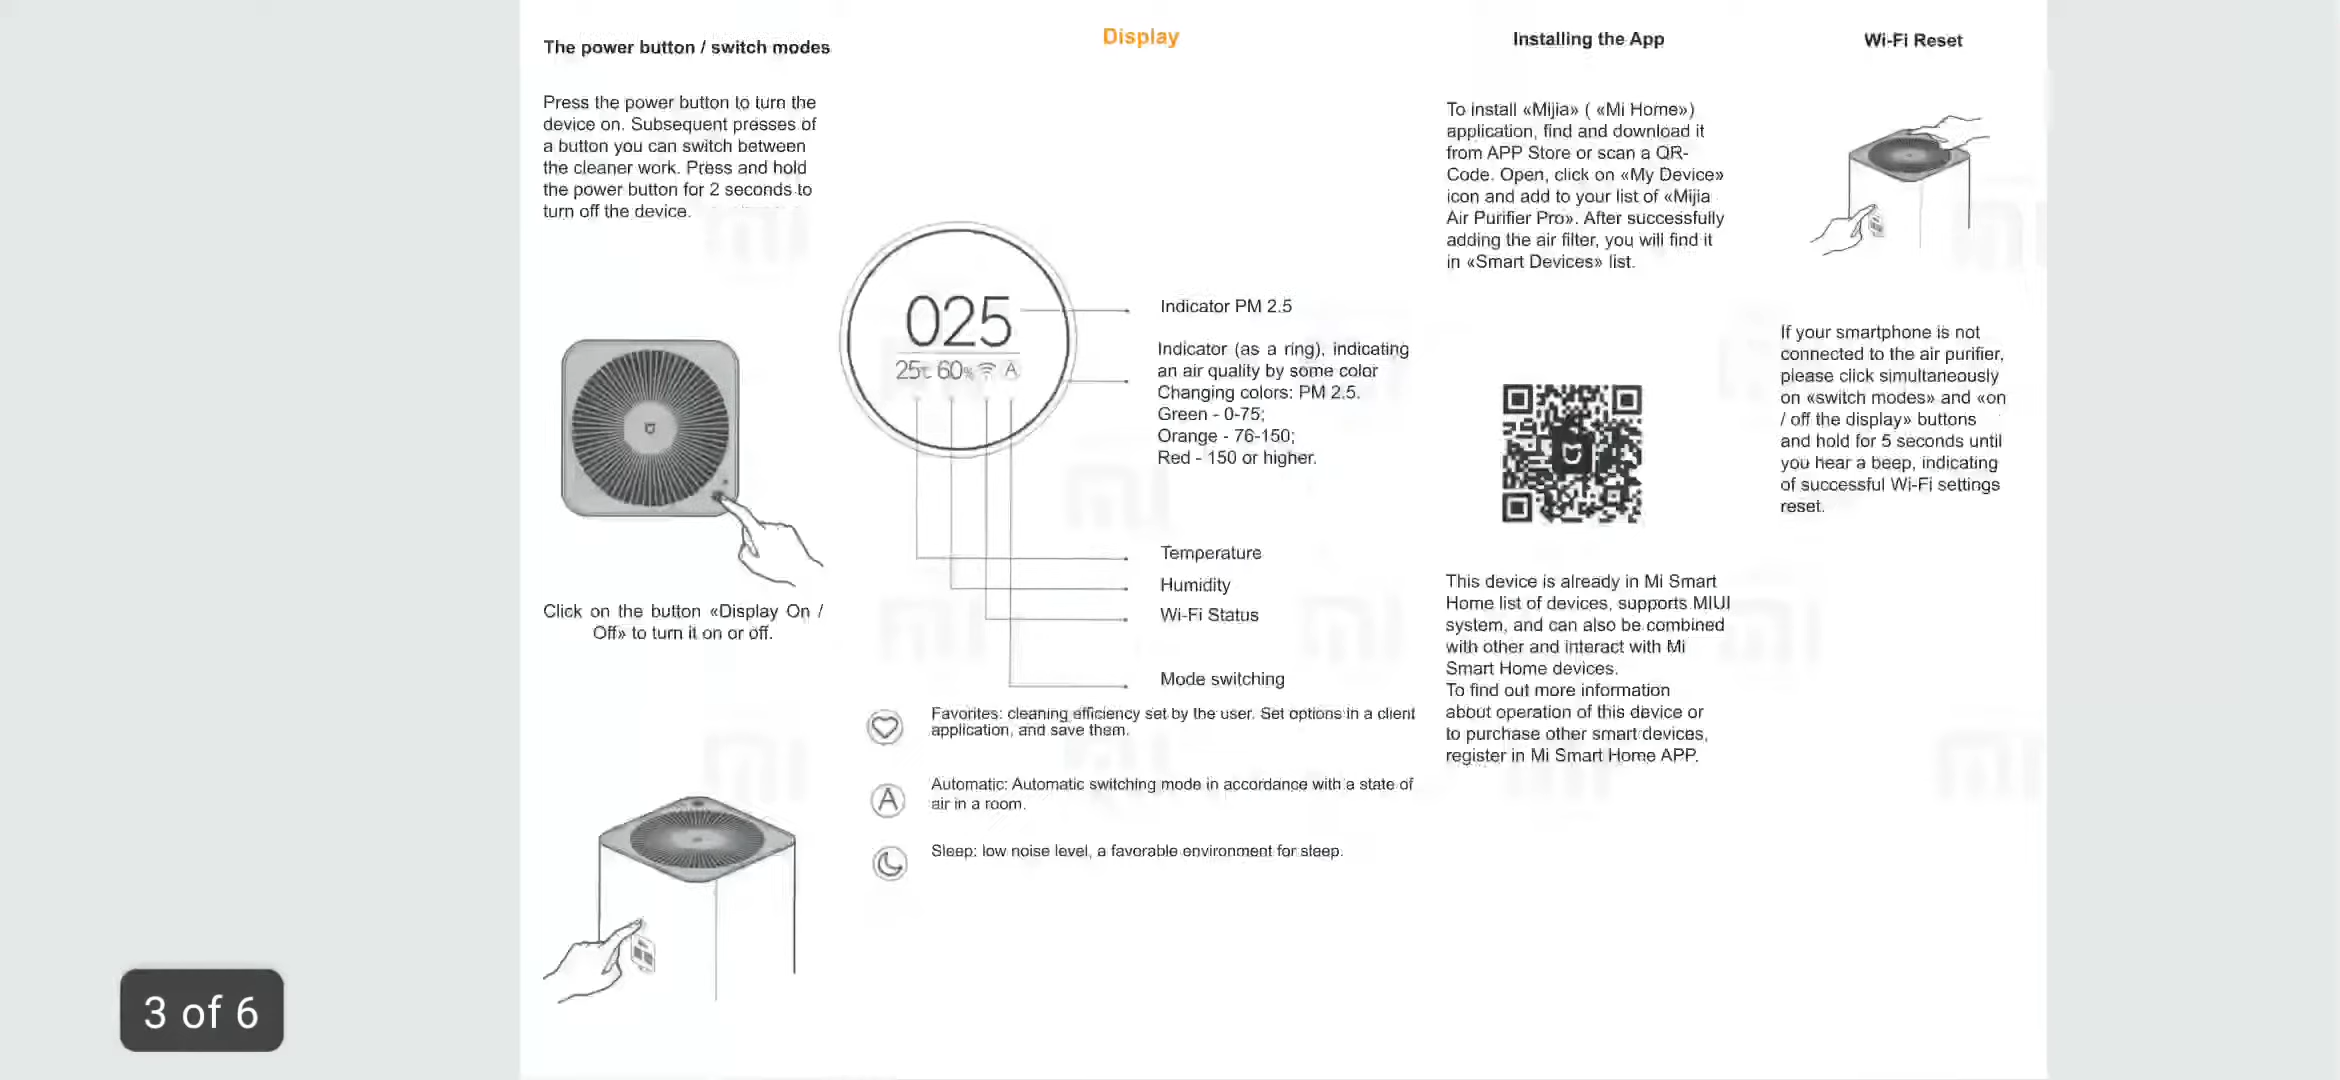 The power button / switch modes
Press the power button to turn the
device on. Subsequent presses of
a button you can switch between
the cleaner work. Press and hold
the power button for 2 seconds to
turn off the device.
Click on the button «Display On /
Off» to turn it on or off.
Display
025
25℃ 60% A
Indicator PM 2.5
Indicator (as a ring), indicating
an air quality by some color
Changing colors: PM 2.5.
Green - 0-75;
Orange - 76-150;
Red - 150 or higher.
Temperature
Humidity
Wi-Fi Status
Mode switching
Favorites: cleaning efficiency set by the user. Set options in a client
application, and save them.
A
Automatic: Automatic switching mode in accordance with a state of
air in a room.
Sleep: low noise level, a favorable environment for sleep.
Installing the App
To install «Mijia» ( «Mi Home»)
application, find and download it
from APP Store or scan a QR-
Code. Open, click on «My Device»
icon and add to your list of «Mijia
Air Purifier Pro». After successfully
adding the air filter, you will find it
in «Smart Devices» list.
This device is already in Mi Smart
Home list of devices, supports MIUI
system, and can also be combined
with other and interact with Mi
Smart Home devices.
To find out more information
about operation of this device or
to purchase other smart devices,
register in Mi Smart Home APP.
Wi-Fi Reset
If your smartphone is not
connected to the air purifier,
please click simultaneously
on «switch modes» and «on
/ off the display» buttons
and hold for 5 seconds until
you hear a beep, indicating
of successful Wi-Fi settings
reset.
3 of 6